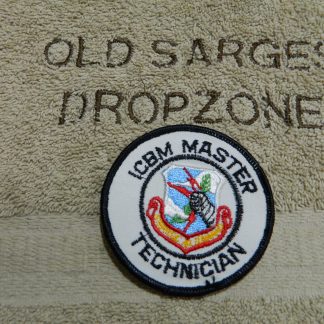 OLD SARGES
DROPZONE
ICBM MASTER
TECHNICIAN